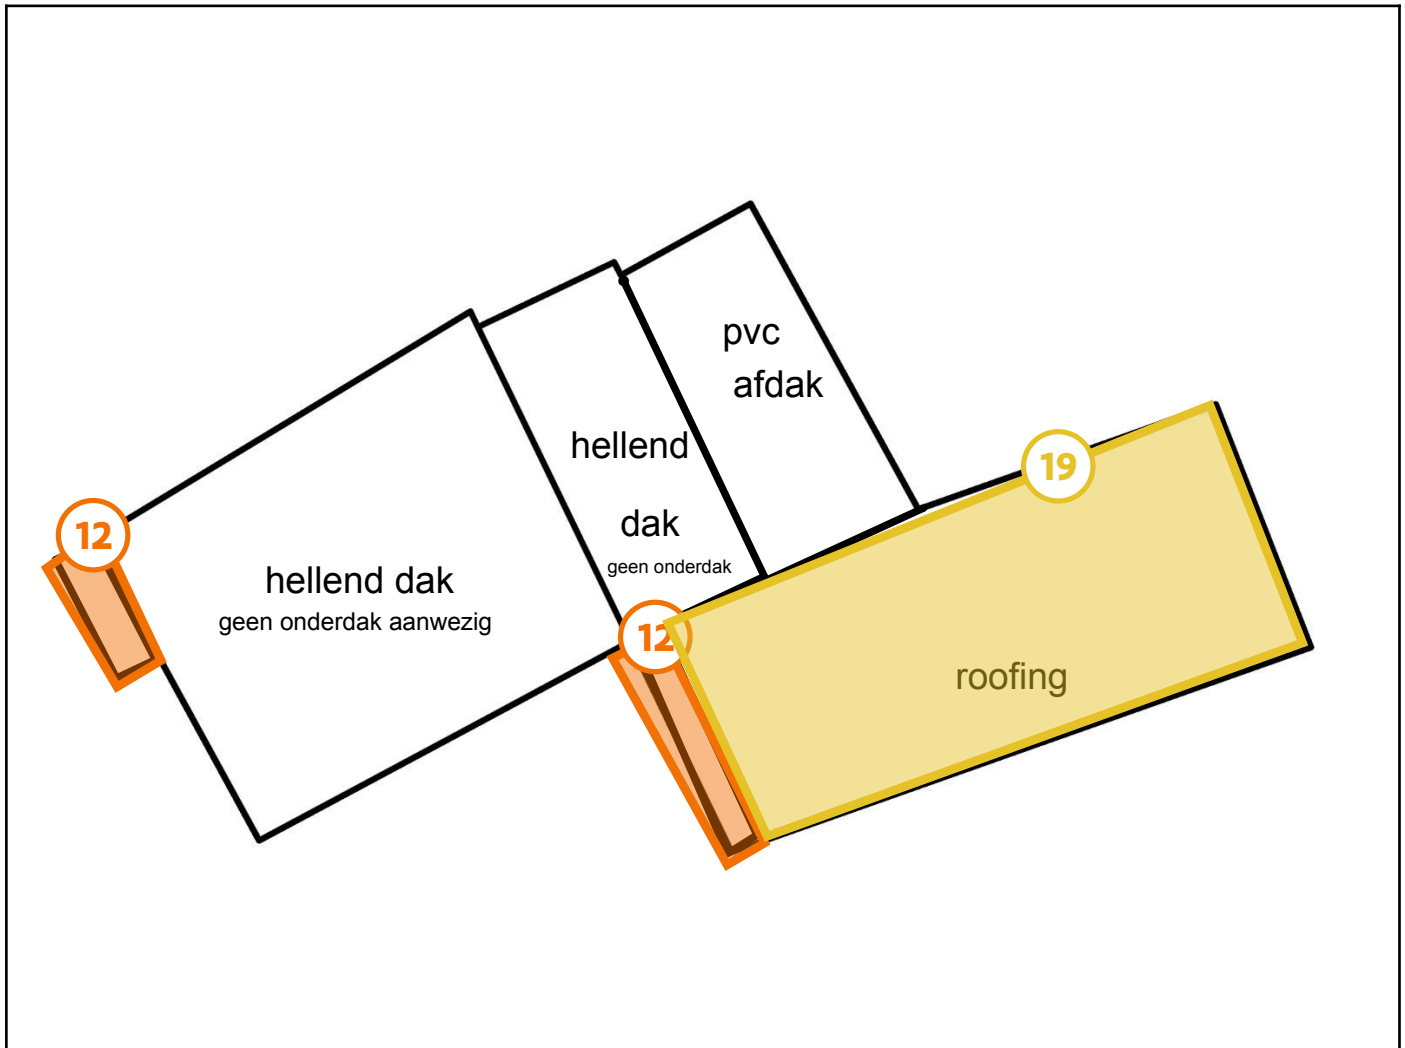 pvc
afdak
hellend
dak
geen onderdak
19
12
hellend dak
geen onderdak aanwezig
12
roofing